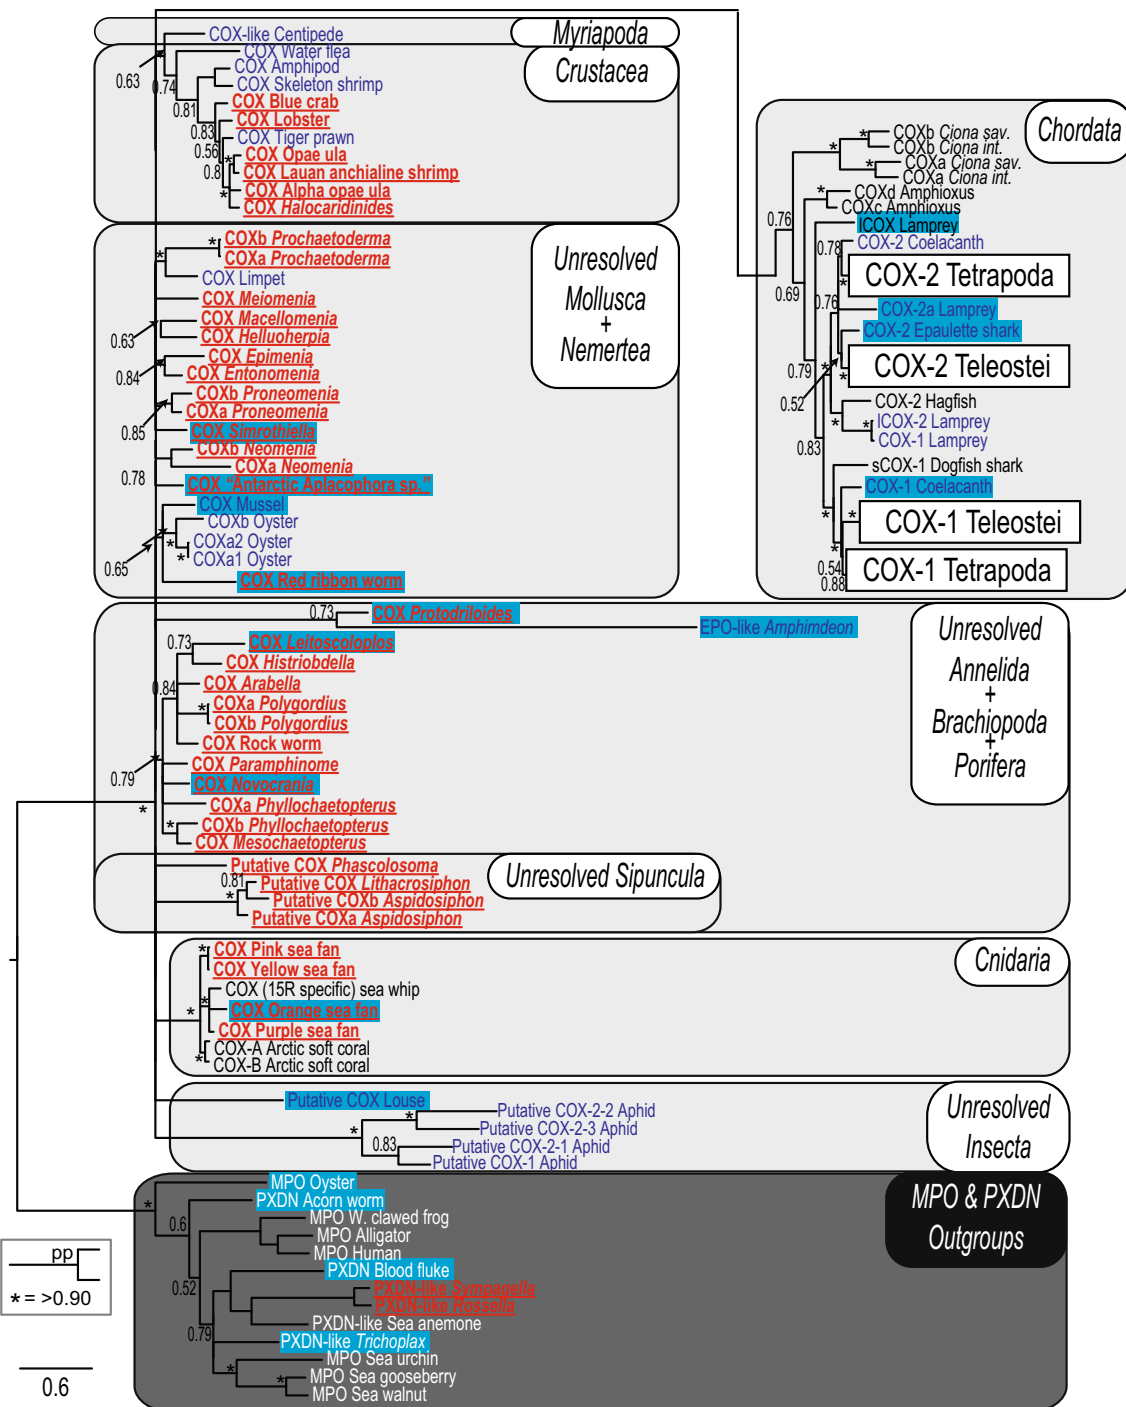 Myriapoda
COX-like Centipede
0.63
Crustacea
COX Water flea
0.74
COX Amphipod
COX Skeleton shrimp
0.81
COX Blue crab
0.83
COX Lobster
COX Tiger prawn
0.56
*
COX Opae ula
0.8
COX Lauan anchialine shrimp
COX Alpha opae ula
*
COX Halocaridinides
Unresolved
Mollusca
+
Nemertea
COXb Prochaetoderma
*
*
COXa Prochaetoderma
COX Limpet
COX Meiomenia
COX Macellomenia
0.63
COX Helluoherpia
COX Epimenia
0.84
COX Entonomenia
COXb Proneomenia
COXa Proneomenia
0.85
COX Simrothiella
COXb Neomenia
COXa Neomenia
0.78
COX "Antarctic Aplacophora sp."
COX Mussel
COXb Oyster
COXa2 Oyster
*
*
COXa1 Oyster
0.65
COX Red ribbon worm
Chordata
COXb Ciona sav.
*
*
COXb Ciona int.
COXa Ciona sav.
*
COXa Ciona int.
COXd Amphioxus
*
COXc Amphioxus
0.76
ICOX Lamprey
0.78
COX-2 Coelacanth
COX-2 Tetrapoda
*
0.69
0.76
COX-2a Lamprey
COX-2 Epaulette shark
COX-2 Teleostei
0.79
*
*
0.52
COX-2 Hagfish
*
*
ICOX-2 Lamprey
COX-1 Lamprey
0.83
sCOX-1 Dogfish shark
COX-1 Coelacanth
*
*
COX-1 Teleostei
*
0.54
0.88
COX-1 Tetrapoda
Unresolved
Annelida
+
Brachiopoda
+
Porifera
0.73
COX Protodriloides
EPO-like Amphimdeon
0.73
COX Leitoscoloplos
COX Histriobdella
0.84
COX Arabella
*
COXa Polygordius
COXb Polygordius
COX Rock worm
COX Paramphinome
0.79
COX Novocrania
*
COXa Phyllochaetopterus
*
COXb Phyllochaetopterus
COX Mesochaetopterus
Unresolved Sipuncula
Putative COX Phascolosoma
0.81
Putative COX Lithacrosiphon
*
Putative COXb Aspidosiphon
Putative COXa Aspidosiphon
Cnidaria
*
COX Pink sea fan
COX Yellow sea fan
COX (15R specific) sea whip
*
*
COX Orange sea fan
COX Purple sea fan
COX-A Arctic soft coral
*
COX-B Arctic soft coral
Unresolved
Insecta
Putative COX Louse
*
Putative COX-2-2 Aphid
*
Putative COX-2-3 Aphid
0.83
Putative COX-2-1 Aphid
Putative COX-1 Aphid
MPO & PXDN
Outgroups
MPO Oyster
*
PXDN Acorn worm
0.6
MPO W. clawed frog
MPO Alligator
MPO Human
PXDN Blood fluke
0.52
PXDN-like Sympagella
PXDN-like Rossella
PXDN-like Sea anemone
0.79
PXDN-like Trichoplax
MPO Sea urchin
*
MPO Sea gooseberry
*
MPO Sea walnut
pp
* = >0.90
0.6